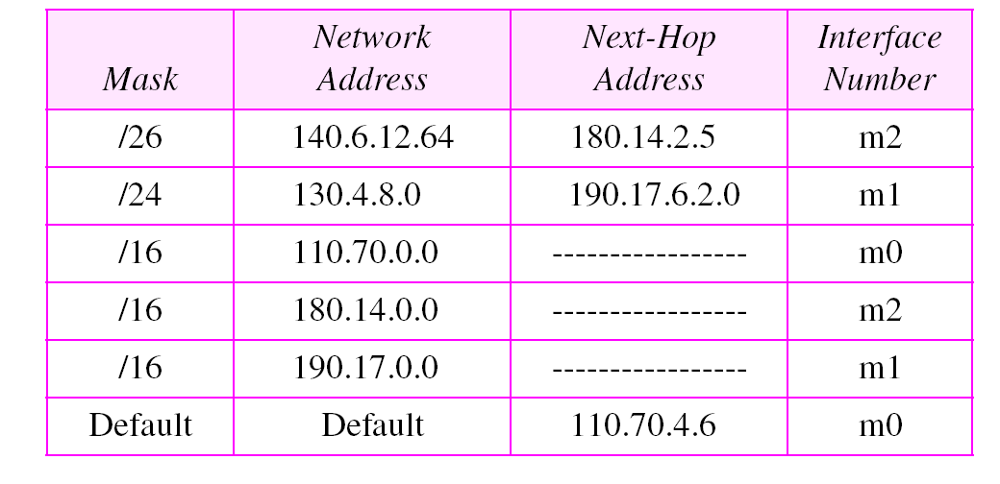 Mask Network Address Next-Hop Address Interface Number
/26 140.6.12.64 180.14.2.5 m2
/24 130.4.8.0 190.17.6.2.0 m1
/16 110.70.0.0 ----------------- m0
/16 180.14.0.0 ----------------- m2
/16 190.17.0.0 ----------------- m1
Default Default 110.70.4.6 m0